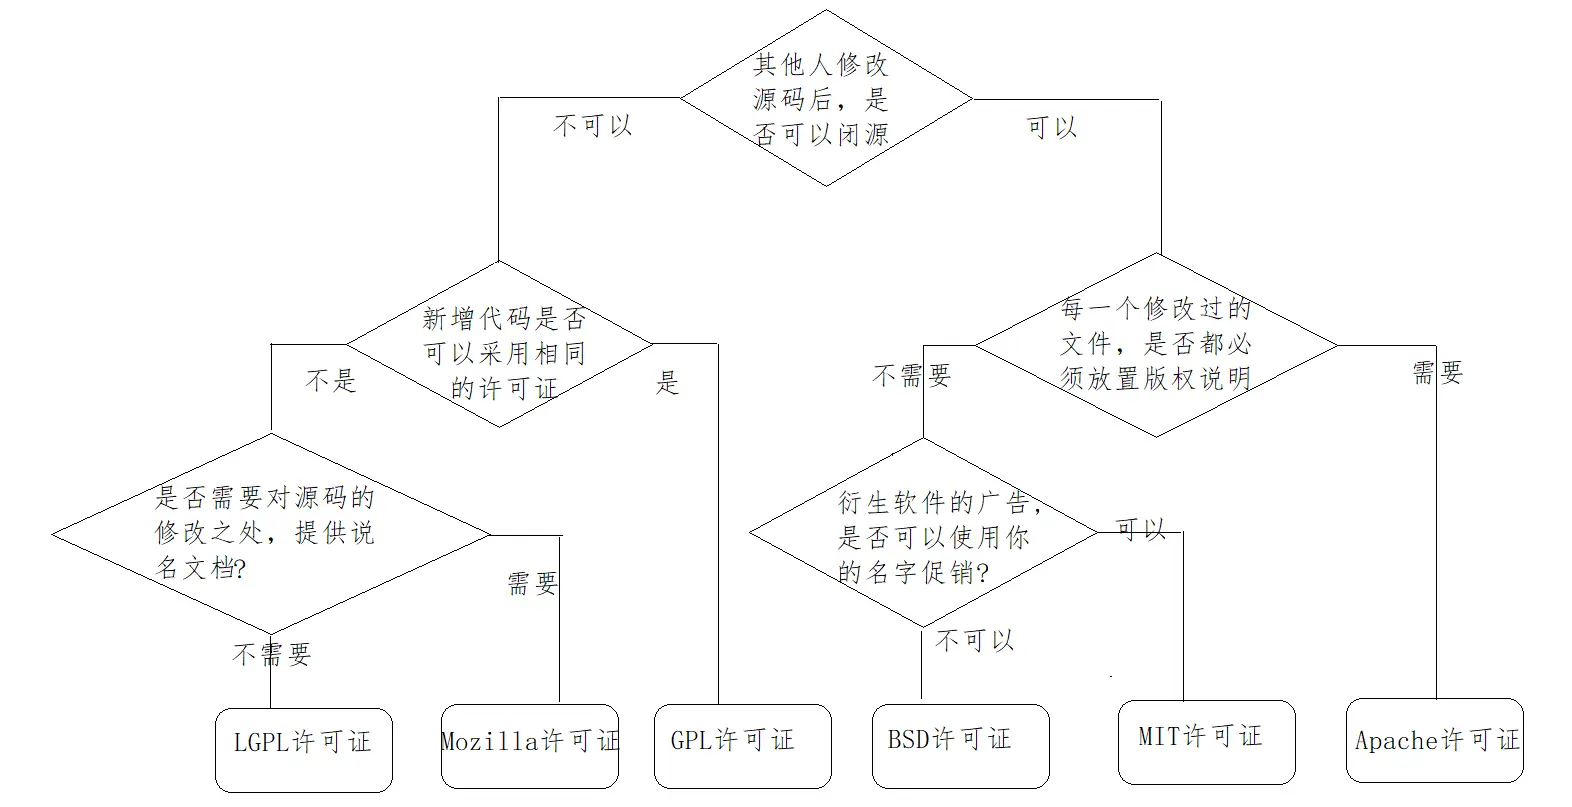 其他人修改
源码后，是
否可以闭源
不可以
可以
新增代码是否
可以采用相同
的许可证
不是
是
每一个修改过的
文件，是否都必
须放置版权说明
不需要
需要
是否需要对源码的
修改之处，提供说
名文档?
需要
不需要
衍生软件的广告，
是否可以使用你
的名字促销?
可以
不可以
LGPL许可证
Mozilla许可证
GPL许可证
BSD许可证
MIT许可证
Apache许可证